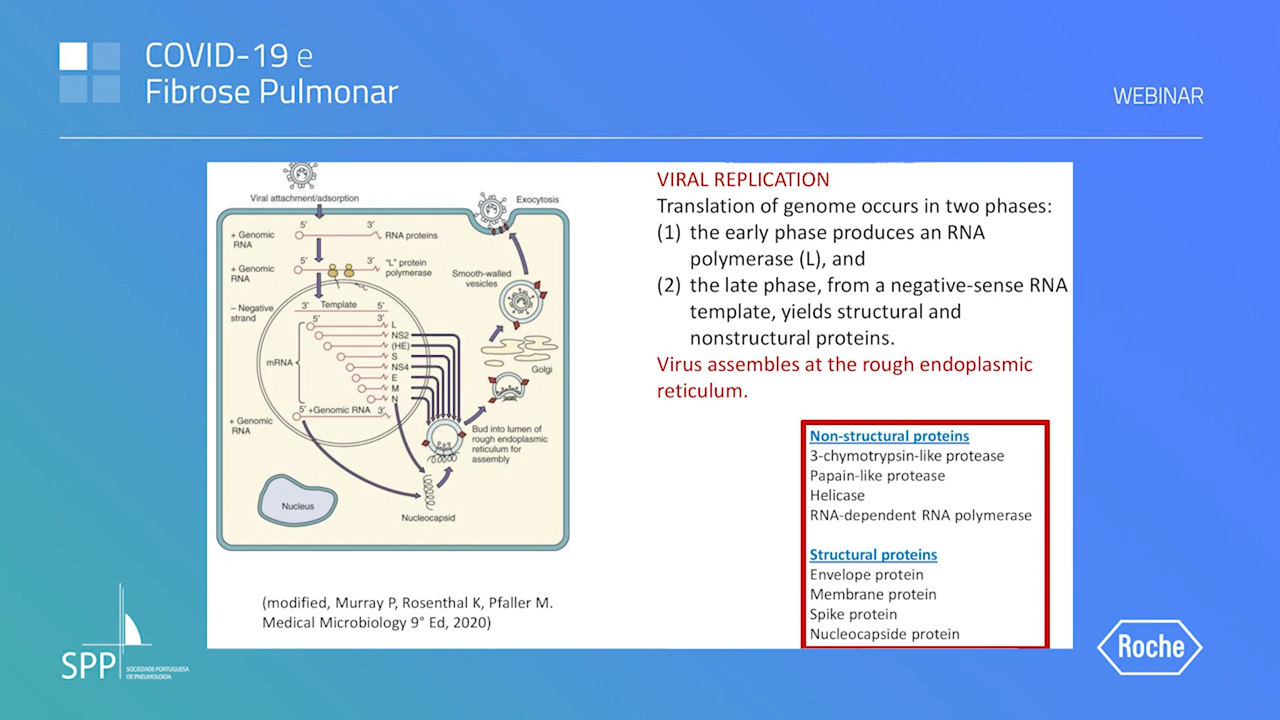 COVID-19 e
Fibrose Pulmonar
WEBINAR
Viral attachment/adsorption
Exocytosis
5′ 3′
+ Genomic
RNA
RNA proteins
5′ 3′
+ Genomic
RNA
"L" protein
polymerase
Smooth-walled
vesicles
3′ Template 5′
– Negative
strand
5′ 3′
L
NS2
(HE)
S
NS4
E
M
N
mRNA
Golgi
5′ +Genomic RNA 3′
+ Genomic
RNA
Bud into lumen of
rough endoplasmic
reticulum for
assembly
Nucleus
Nucleocapsid
(modified, Murray P, Rosenthal K, Pfaller M.
Medical Microbiology 9° Ed, 2020)
VIRAL REPLICATION
Translation of genome occurs in two phases:
(1) the early phase produces an RNA
polymerase (L), and
(2) the late phase, from a negative-sense RNA
template, yields structural and
nonstructural proteins.
Virus assembles at the rough endoplasmic
reticulum.
Non-structural proteins
3-chymotrypsin-like protease
Papain-like protease
Helicase
RNA-dependent RNA polymerase
Structural proteins
Envelope protein
Membrane protein
Spike protein
Nucleocapside protein
SPP
SOCIEDADE PORTUGUESA
DE PNEUMOLOGIA
Roche